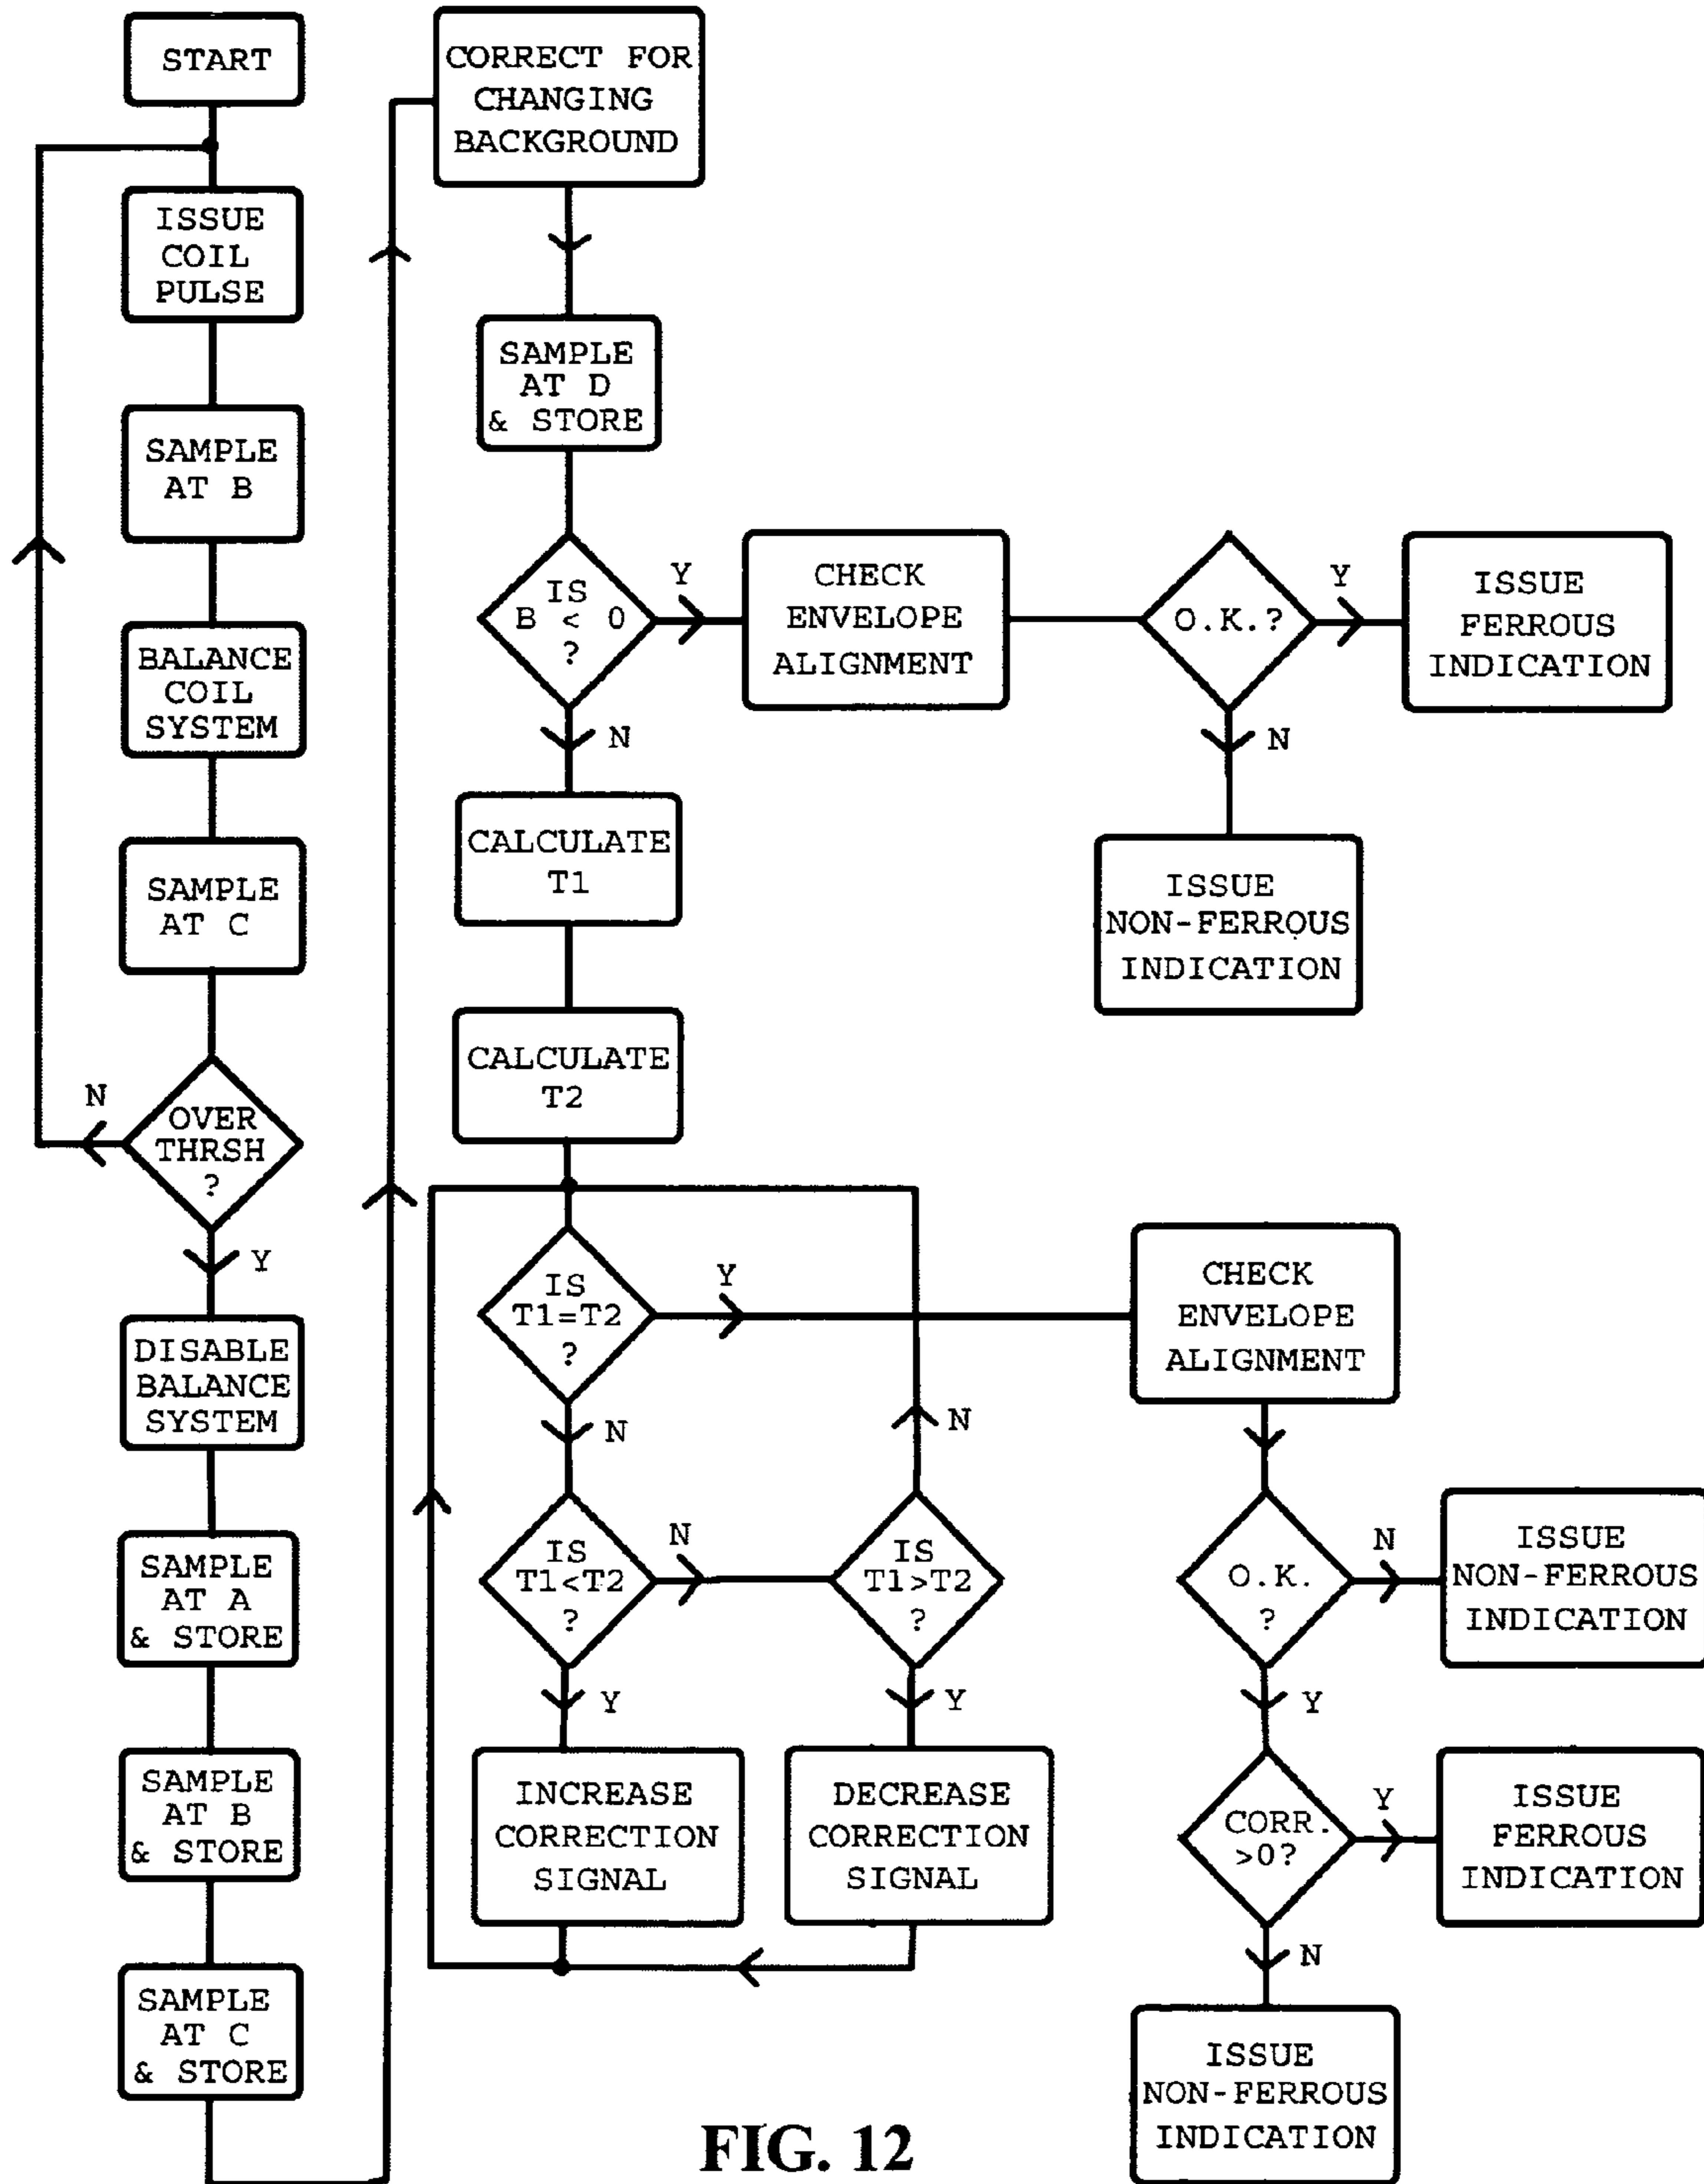 START
ISSUE
COIL
PULSE
SAMPLE
AT B
BALANCE
COIL
SYSTEM
SAMPLE
AT C
OVER
THRSH
?
N
Y
DISABLE
BALANCE
SYSTEM
SAMPLE
AT A
& STORE
SAMPLE
AT B
& STORE
SAMPLE
AT C
& STORE
CORRECT FOR
CHANGING
BACKGROUND
SAMPLE
AT D
& STORE
IS
B < 0
?
Y
N
CHECK
ENVELOPE
ALIGNMENT
O.K.?
Y
N
ISSUE
FERROUS
INDICATION
ISSUE
NON-FERROUS
INDICATION
CALCULATE
T1
CALCULATE
T2
IS
T1=T2
?
Y
N
IS
T1<T2
?
N
Y
IS
T1>T2
?
N
Y
INCREASE
CORRECTION
SIGNAL
DECREASE
CORRECTION
SIGNAL
CHECK
ENVELOPE
ALIGNMENT
O.K.
?
N
Y
ISSUE
NON-FERROUS
INDICATION
CORR.
>0?
Y
N
ISSUE
FERROUS
INDICATION
ISSUE
NON-FERROUS
INDICATION
FIG. 12